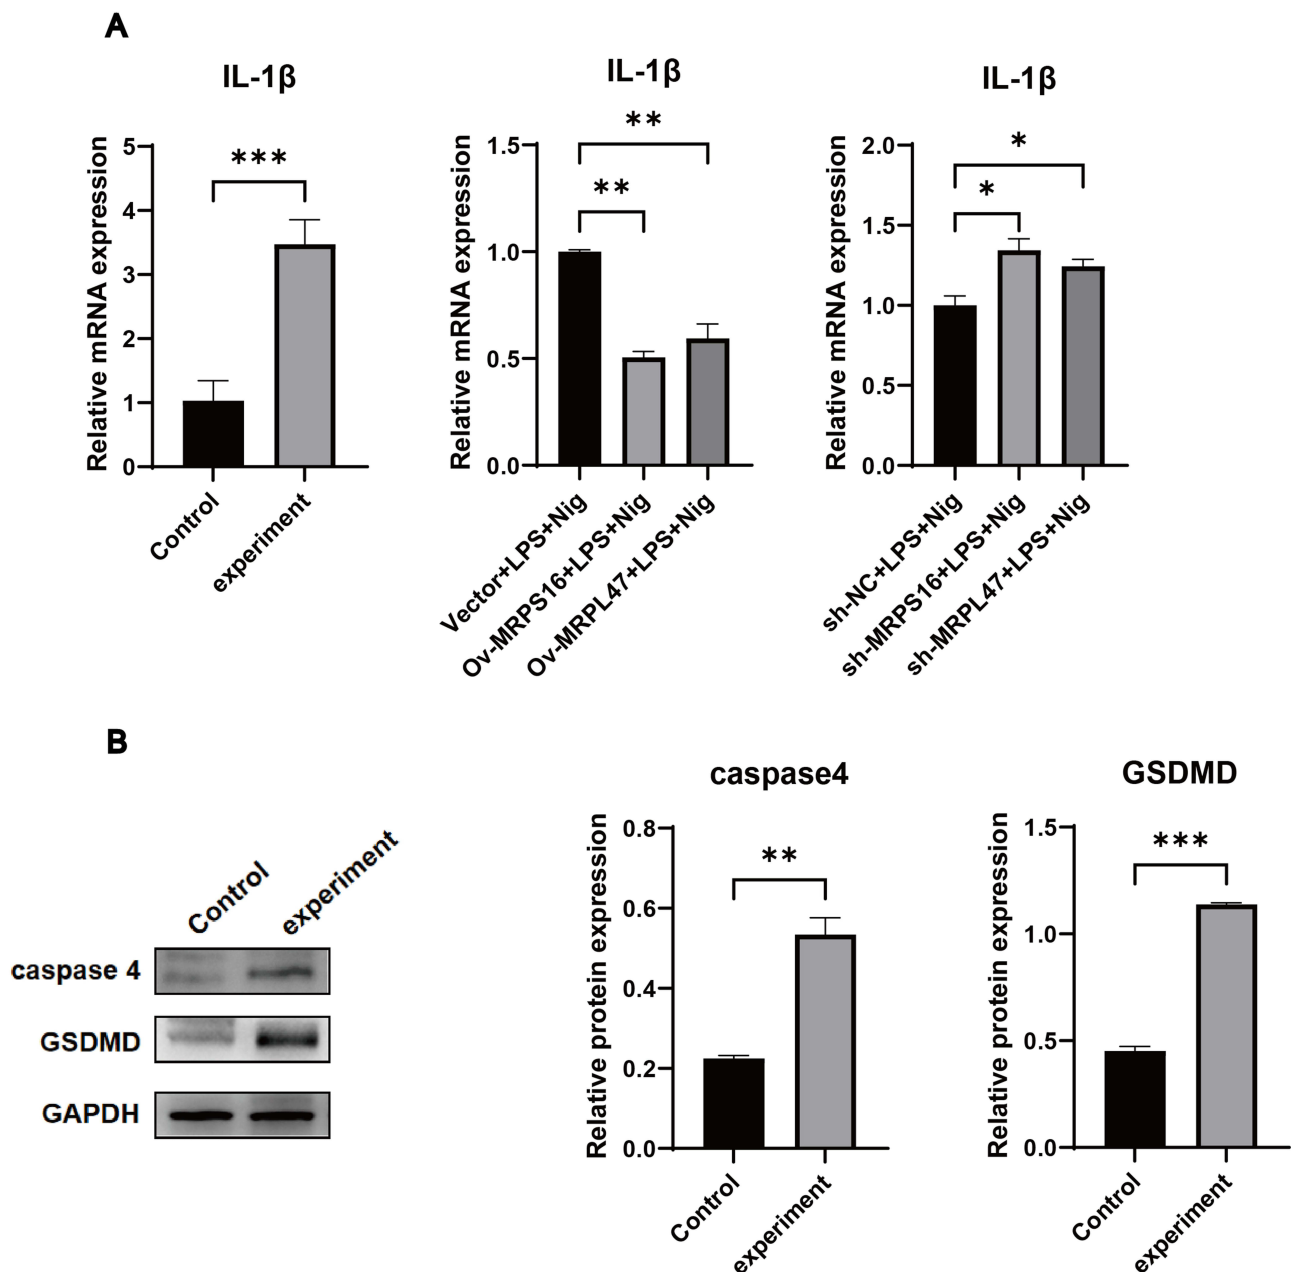 A
IL-1β
Relative mRNA expression
5
4
3
2
1
0
***
Control
experiment
IL-1β
Relative mRNA expression
1.5
1.0
0.5
0.0
**
**
Vector+LPS+Nig
Ov-MRPS16+LPS+Nig
Ov-MRPL47+LPS+Nig
IL-1β
Relative mRNA expression
2.0
1.5
1.0
0.5
0.0
*
*
sh-NC+LPS+Nig
sh-MRPS16+LPS+Nig
sh-MRPL47+LPS+Nig
B
Control
experiment
caspase 4
GSDMD
GAPDH
caspase4
Relative protein expression
0.8
0.6
0.4
0.2
0.0
**
Control
experiment
GSDMD
Relative protein expression
1.5
1.0
0.5
0.0
***
Control
experiment